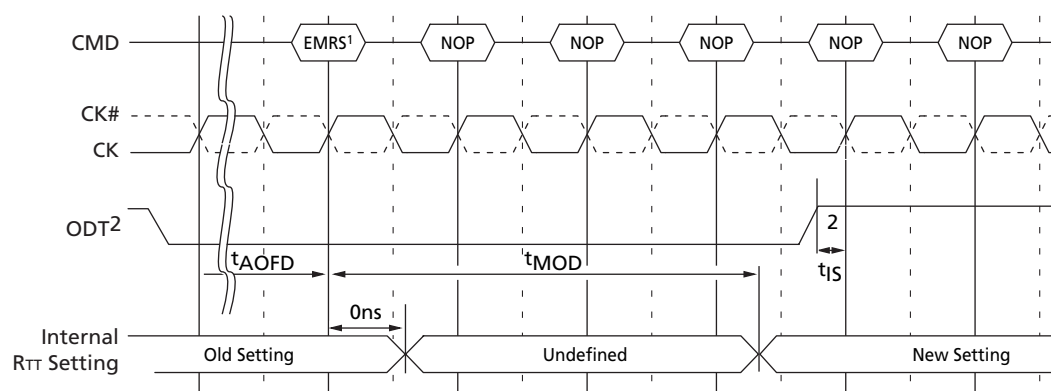 CMD EMRS¹ NOP NOP NOP NOP NOP
CK#
CK
ODT²
2
tAOFD tMOD tIS
0ns
Internal
RTT Setting
Old Setting Undefined New Setting